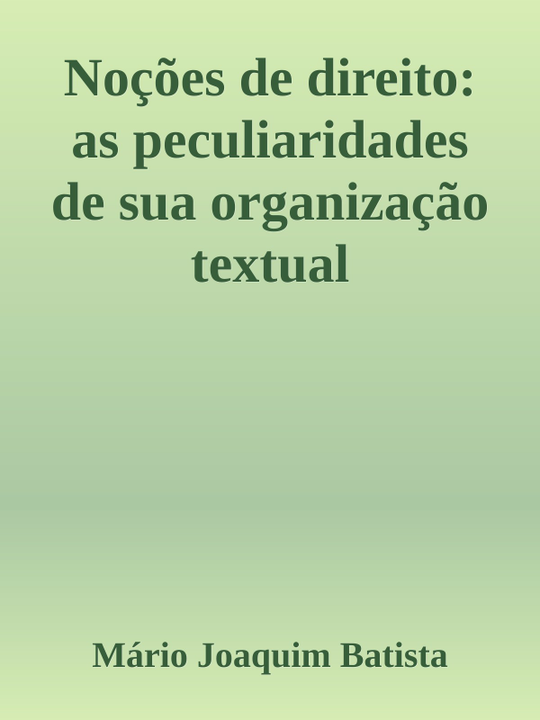 Noções de direito:
as peculiaridades
de sua organização
textual
Mário Joaquim Batista